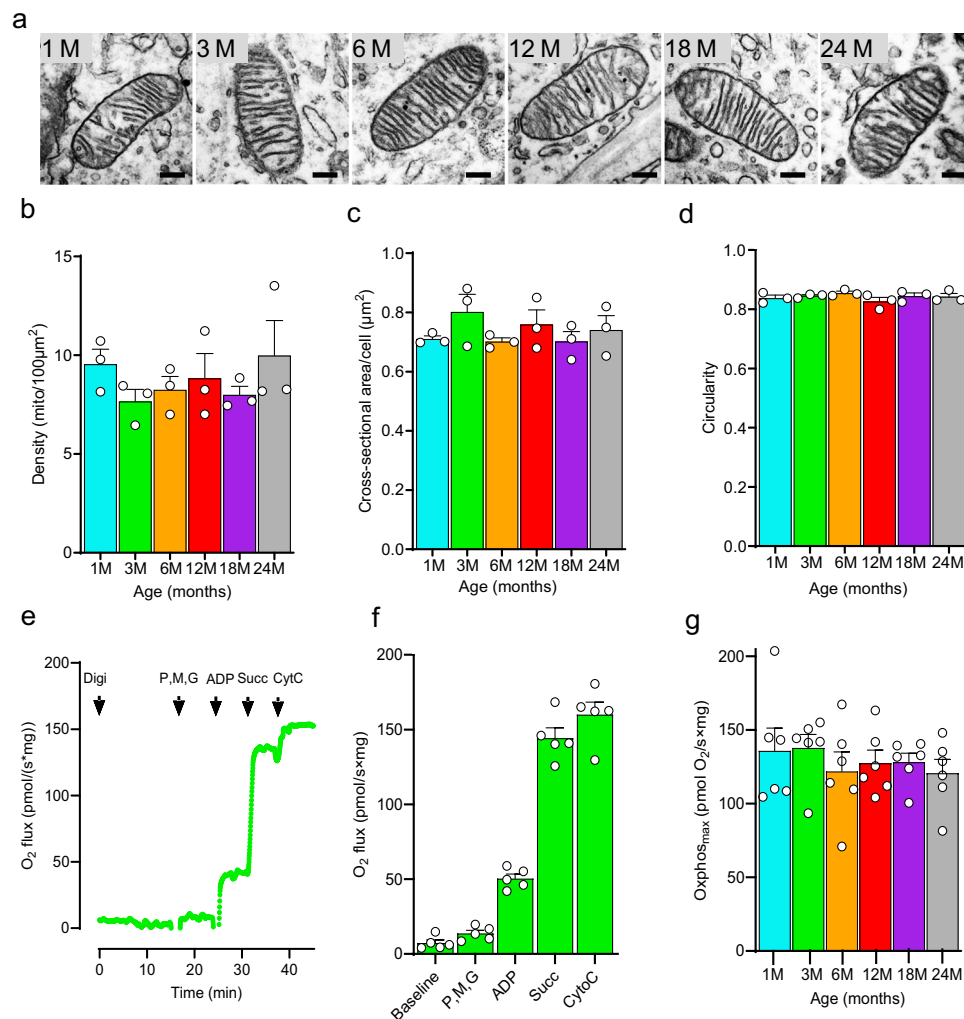 a
1 M 3 M 6 M 12 M 18 M 24 M
b
Density (mito/100µm²)
15
10
5
0
1M 3M 6M 12M 18M 24M
Age (months)
c
Cross-sectional area/cell (µm²)
1.0
0.8
0.6
0.4
0.2
0.0
1M 3M 6M 12M 18M 24M
Age (months)
d
Circularity
1.0
0.8
0.6
0.4
0.2
0.0
1M 3M 6M 12M 18M 24M
Age (months)
e
O₂ flux (pmol/(s*mg)
200
150
100
50
0
Digi P,M,G ADP Succ CytC
0 10 20 30 40
Time (min)
f
O₂ flux (pmol/s×mg)
200
150
100
50
0
Baseline P,M,G ADP Succ CytoC
g
Oxphosmax (pmol O₂/s×mg)
200
150
100
50
0
1M 3M 6M 12M 18M 24M
Age (months)